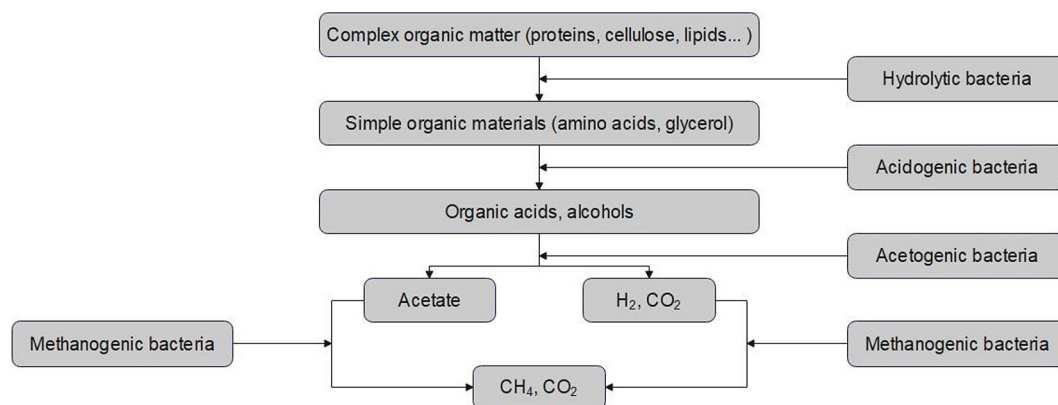 Complex organic matter (proteins, cellulose, lipids... )
Hydrolytic bacteria
Simple organic materials (amino acids, glycerol)
Acidogenic bacteria
Organic acids, alcohols
Acetogenic bacteria
Acetate
H₂, CO₂
Methanogenic bacteria
Methanogenic bacteria
CH₄, CO₂